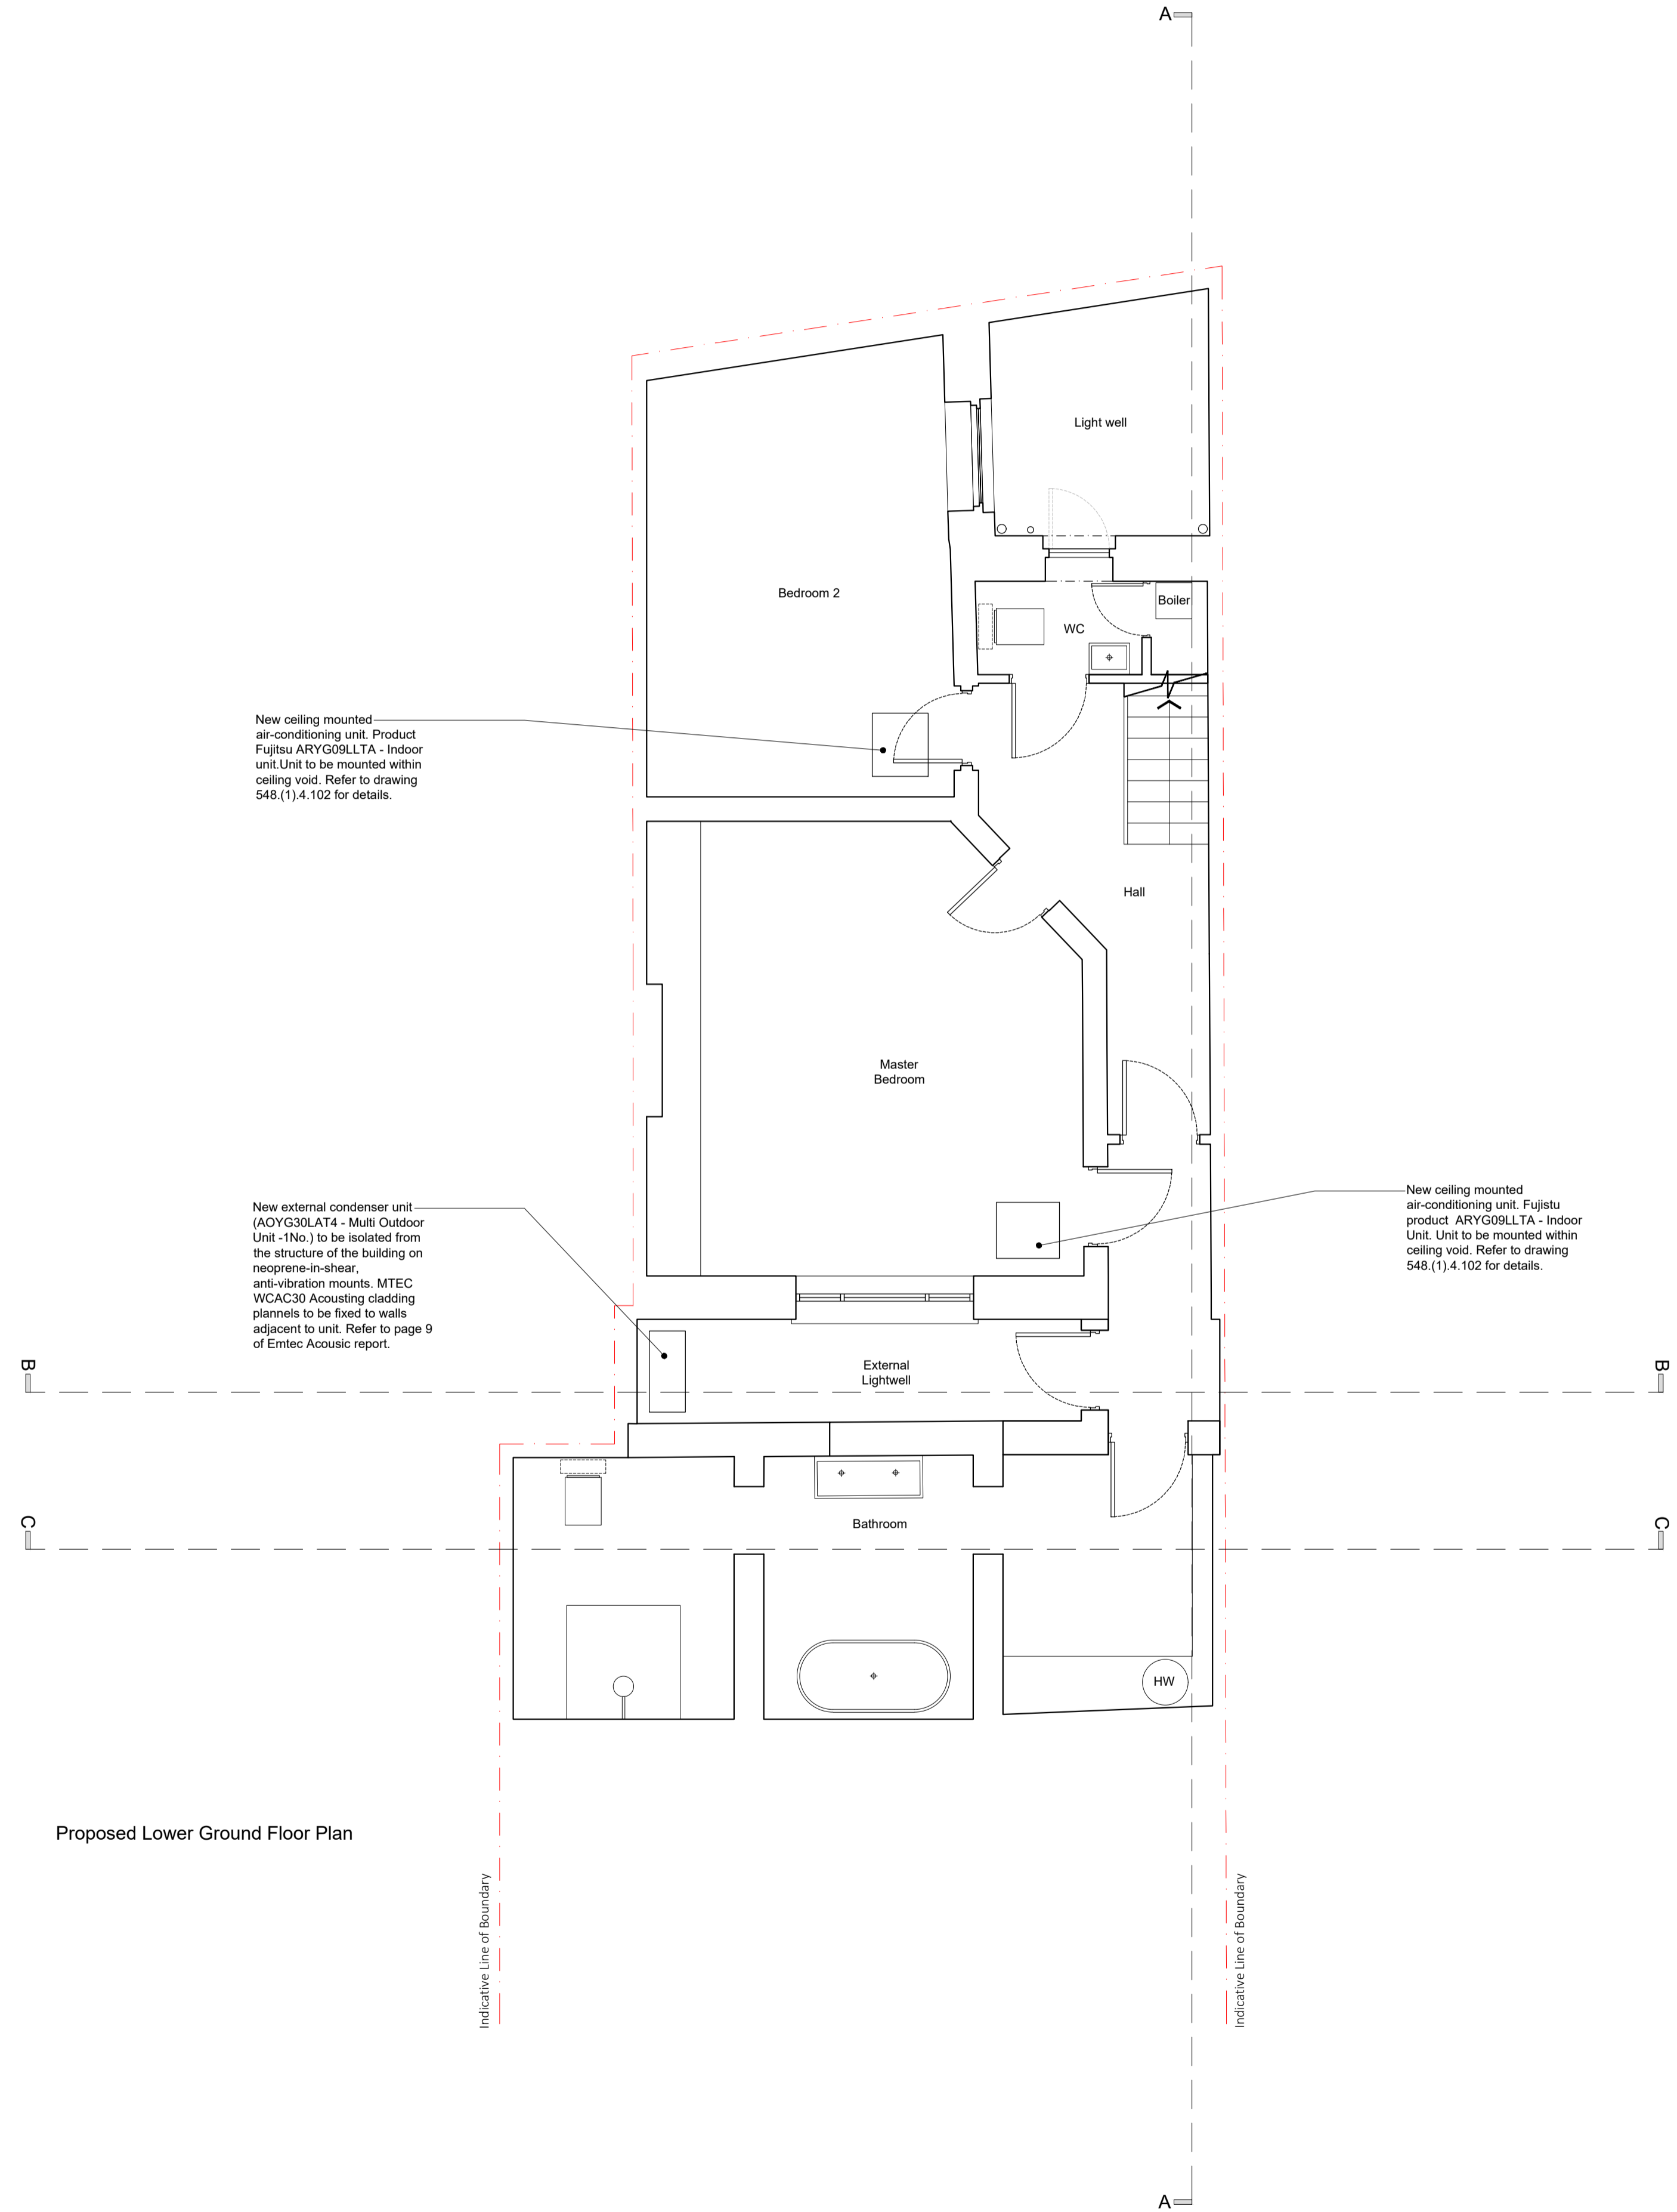 A
Light well
Bedroom 2
Boiler
WC
New ceiling mounted
air-conditioning unit. Product
Fujitsu ARYG09LLTA - Indoor
unit.Unit to be mounted within
ceiling void. Refer to drawing
548.(1).4.102 for details.
Hall
Master
Bedroom
New external condenser unit
(AOYG30LAT4 - Multi Outdoor
Unit -1No.) to be isolated from
the structure of the building on
neoprene-in-shear,
anti-vibration mounts. MTEC
WCAC30 Acousting cladding
plannels to be fixed to walls
adjacent to unit. Refer to page 9
of Emtec Acousic report.
New ceiling mounted
air-conditioning unit. Fujistu
product ARYG09LLTA - Indoor
Unit. Unit to be mounted within
ceiling void. Refer to drawing
548.(1).4.102 for details.
B
External
Lightwell
B
C
Bathroom
C
HW
Proposed Lower Ground Floor Plan
Indicative Line of Boundary
Indicative Line of Boundary
A